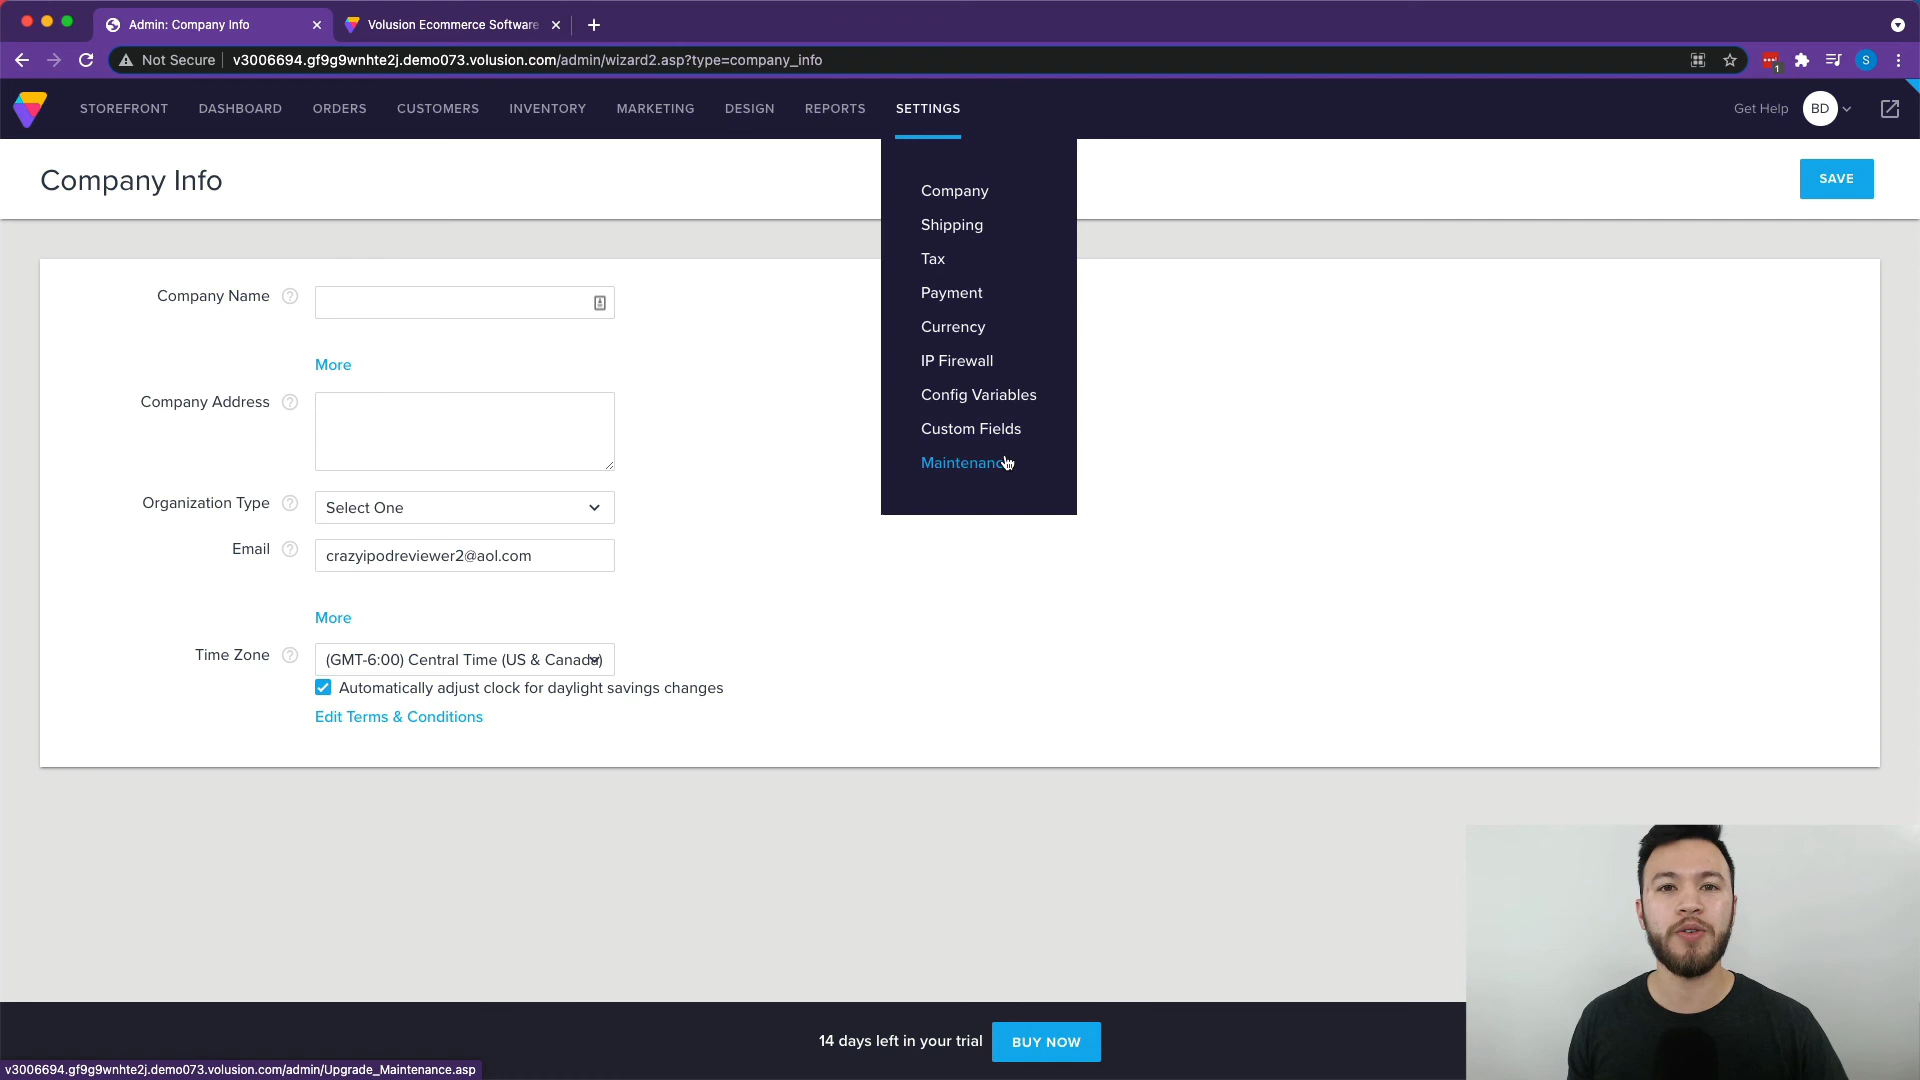 Admin: Company Info
Volusion Ecommerce Software
Not Secure
v3006694.gf9g9wnhte2j.demo073.volusion.com/admin/wizard2.asp?type=company_info
1
S
STOREFRONT DASHBOARD ORDERS CUSTOMERS INVENTORY MARKETING DESIGN REPORTS SETTINGS
Get Help
BD
Company Info
SAVE
Company
Shipping
Tax
Payment
Currency
IP Firewall
Config Variables
Custom Fields
Maintenance
Company Name ?
More
Company Address ?
Organization Type ? Select One
Email ? crazyipodreviewer2@aol.com
More
Time Zone ? (GMT-6:00) Central Time (US & Canada)
Automatically adjust clock for daylight savings changes
Edit Terms & Conditions
14 days left in your trial BUY NOW
v3006694.gf9g9wnhte2j.demo073.volusion.com/admin/Upgrade_Maintenance.asp